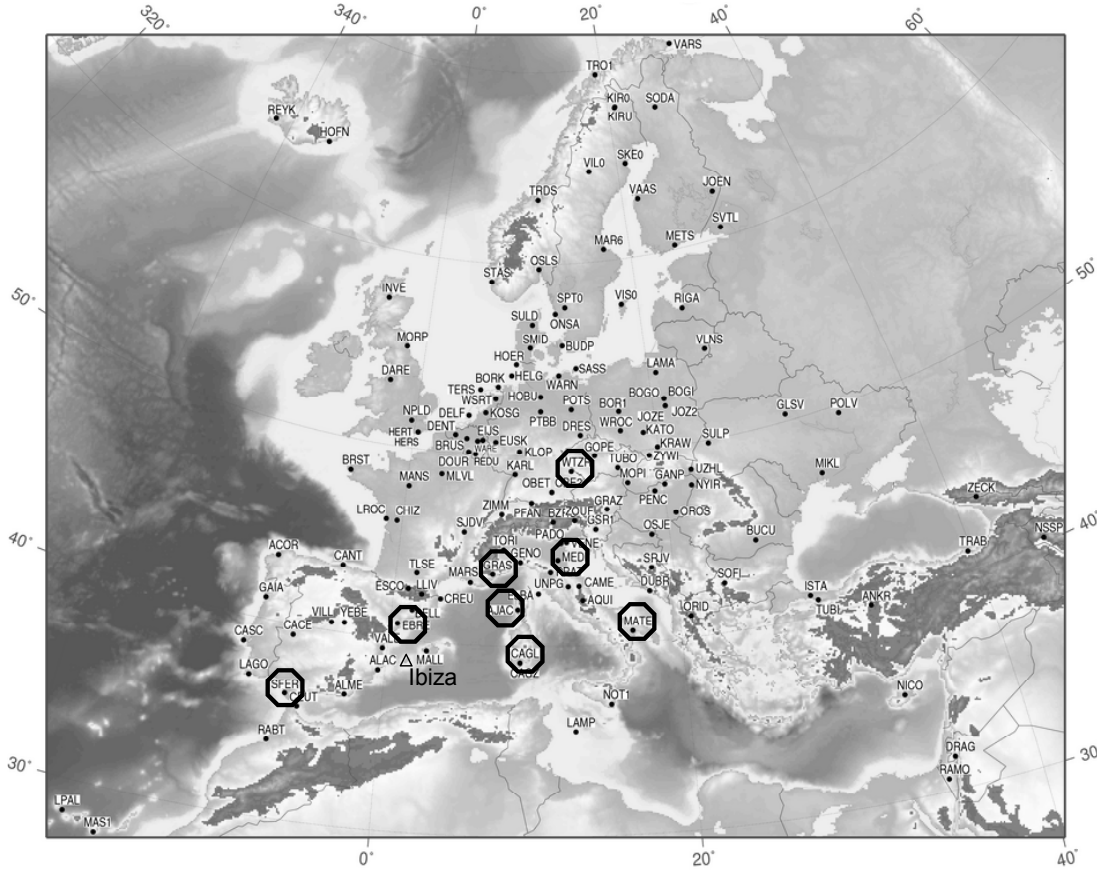 320°
340°
0°
20°
40°
60°
VARS
TRO1
KIR0
SODA
KIRU
REYK
HOFN
SKE0
VIL0
JOEN
VAAS
TRDS
SVTL
METS
MAR6
OSLS
STAS
50°
50°
INVE
SPT0
VIS0
RIGA
SULD
ONSA
MORP
SMID
BUDP
VLNS
HOER
LAMA
DARE
HELG
SASS
BORK
WARN
TERS
HOBU
BOGO
BOGI
WSRT
POTS
BOR1
GLSV
POLV
NPLD
DELF
KOSG
JOZE
JOZ2
PTBB
DENT
DRES
WROC
KATO
HERT
EIJS
SULP
HERS
BRUS
WARE
EUSK
GOPE
KRAW
KLOP
TUBO
ZYWI
BRST
DOUR
REDU
KARL
WTZR
MIKL
MANS
MLVL
MOPI
GANP
UZHL
OBET
NYIR
ZECK
PENC
ZIMM
GRAZ
LROC
CHIZ
PFAN
OROS
NSSP
SJDV
GSR1
OSJE
40°
40°
PADO
BUCU
TORI
TRAB
ACOR
CANT
GENO
MEDI
TLSE
MARS
GRAS
SRJV
SOFI
ESCO
LLIV
UNPG
CAME
DUBR
ISTA
ANKR
GAIA
CREU
AJAC
AQUI
ORID
TUBI
VILL
YEBE
EBRE
MATE
CASC
CACE
CAGL
ALAC
MALL
LAGO
Ibiza
SFER
ALME
NICO
NOT1
RABT
LAMP
DRAG
30°
30°
RAMO
LPAL
MAS1
0°
20°
40°